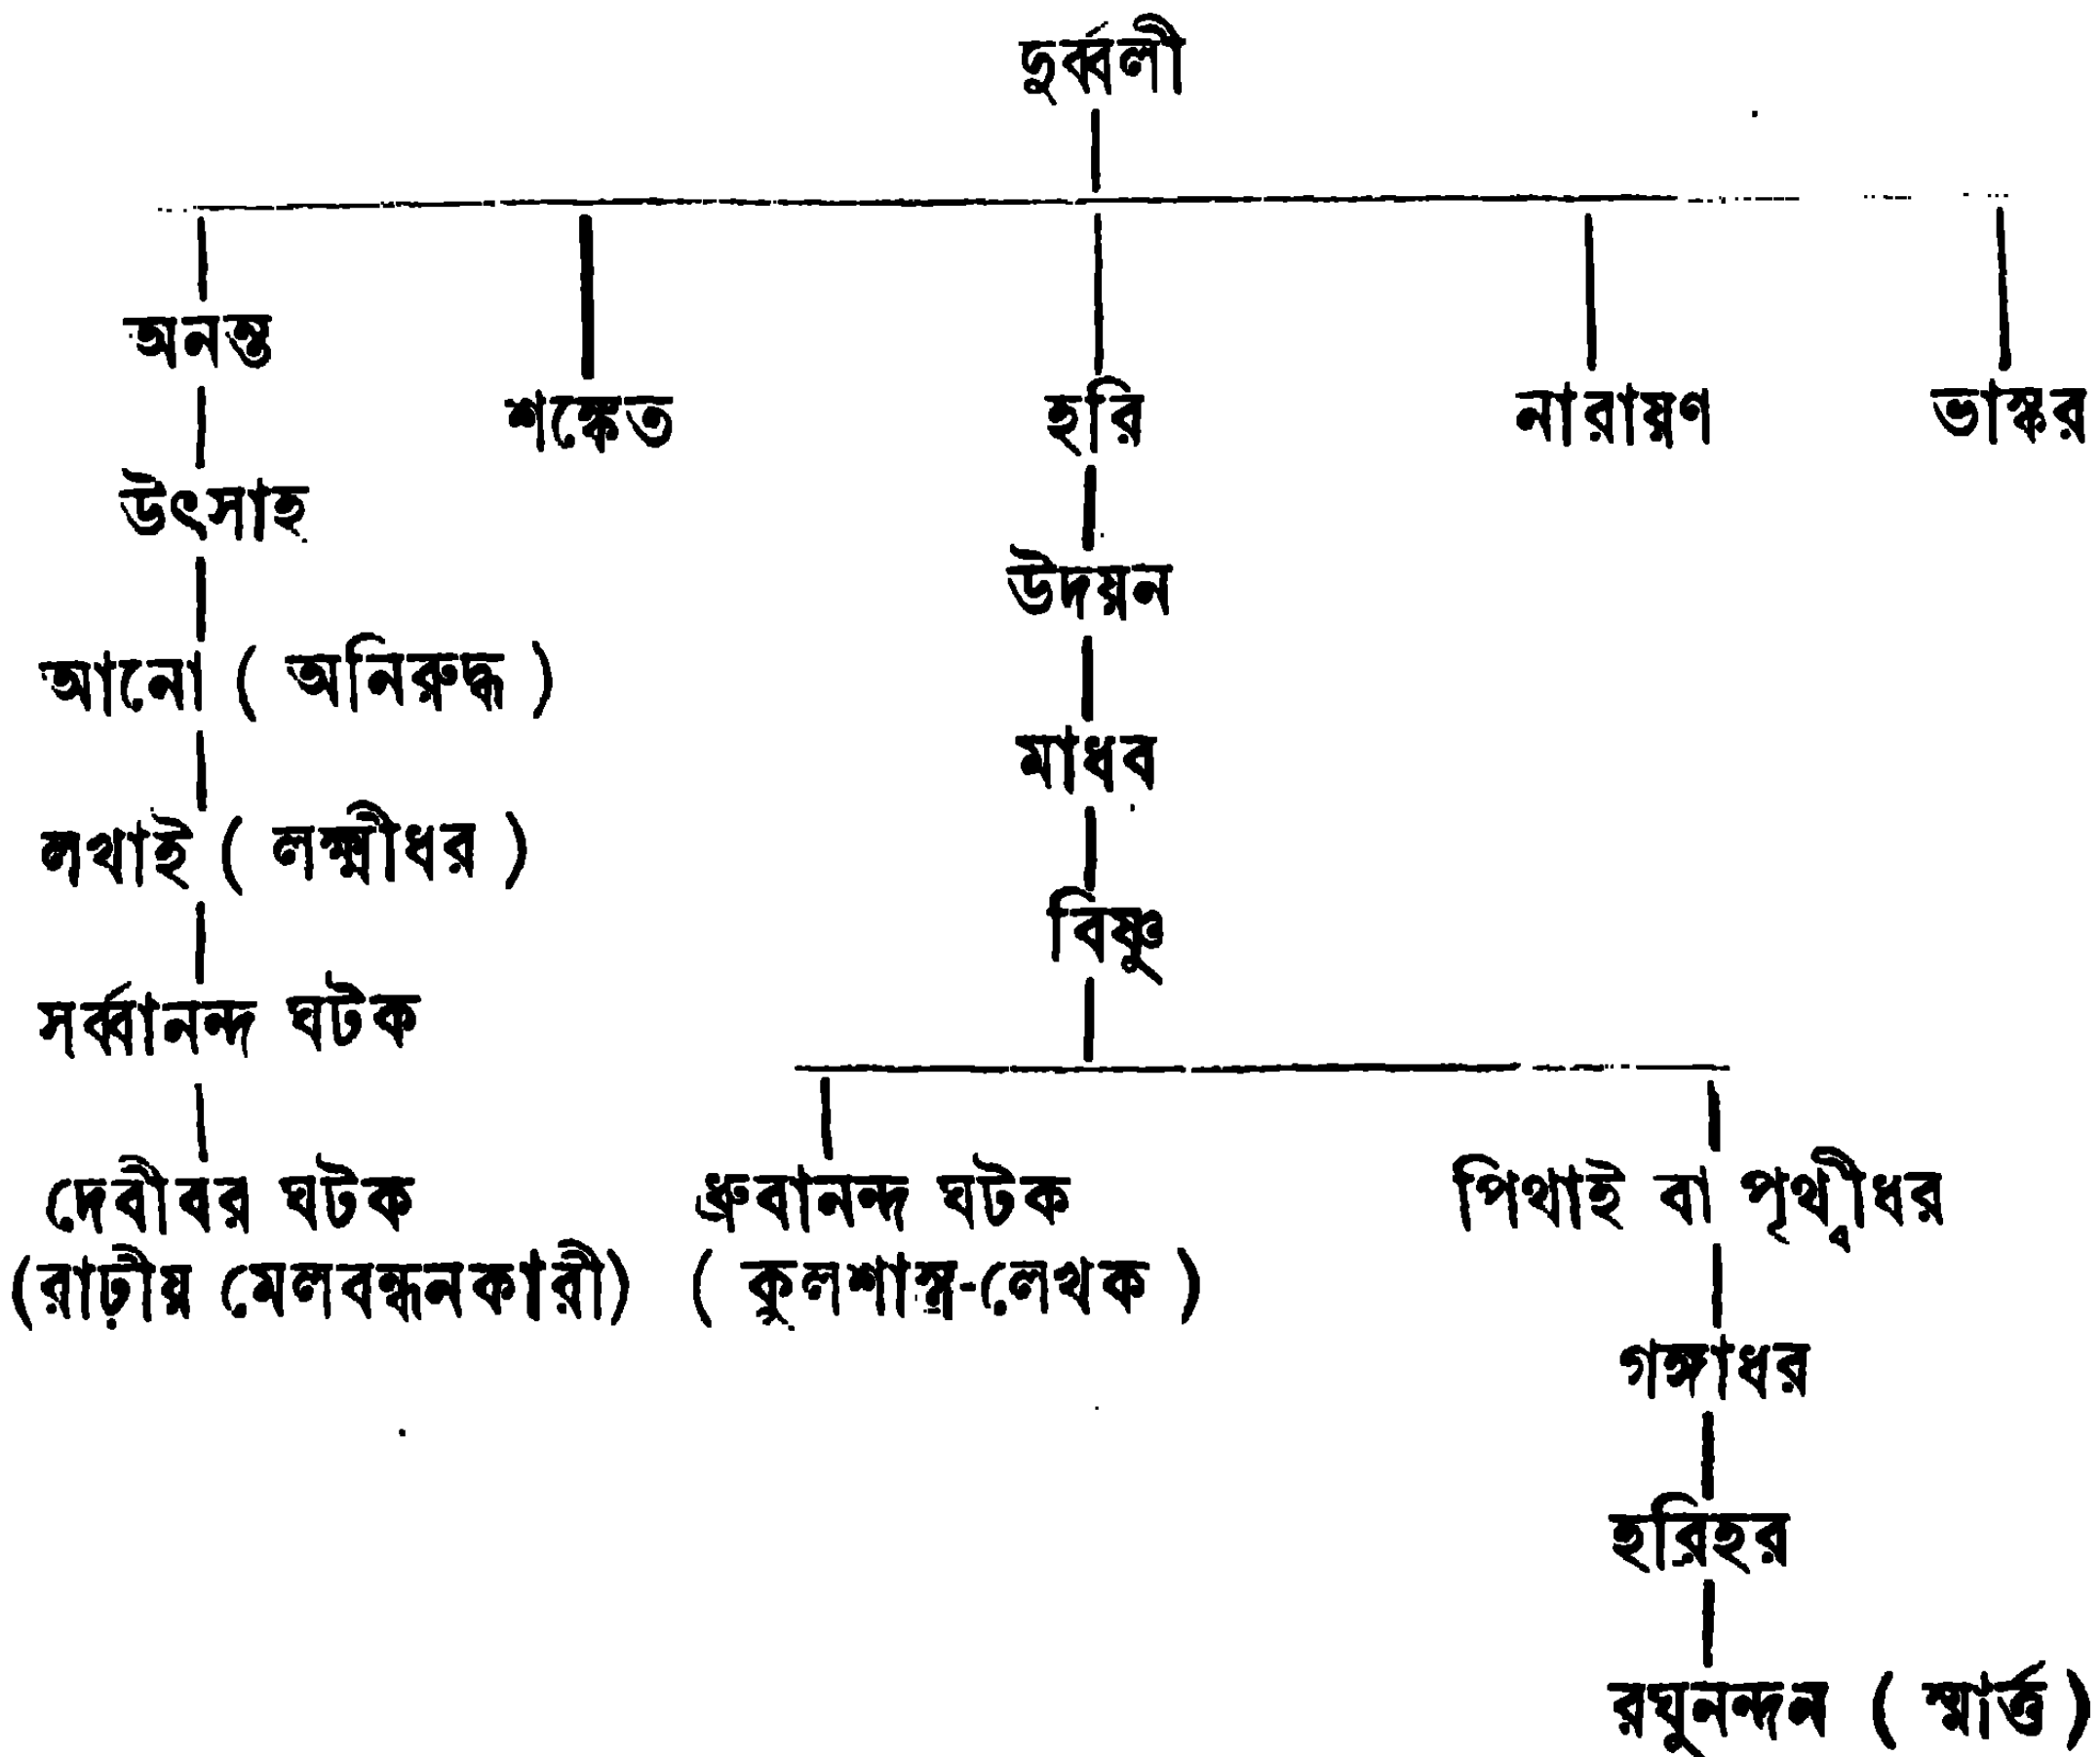 দুর্ব্বলী
অনন্ত
শঙ্কেত হরি নারায়ণ ভাস্কর
উৎসাহ
উদয়ন
আনো ( অনিরুদ্ধ )
মাধব
লথাই ( লক্ষ্মীধর )
বিষ্ণু
সর্ব্বানন্দ ঘটক
দেবীবর ঘটক ধ্রুবানন্দ ঘটক পিথাই বা পৃথ্বীধর
(রাঢ়ীয় মেলবন্ধনকারী) ( কুলশাস্ত্র-লেখক )
গঙ্গাধর
হরিহর
রঘুনন্দন ( স্মার্ত্ত )